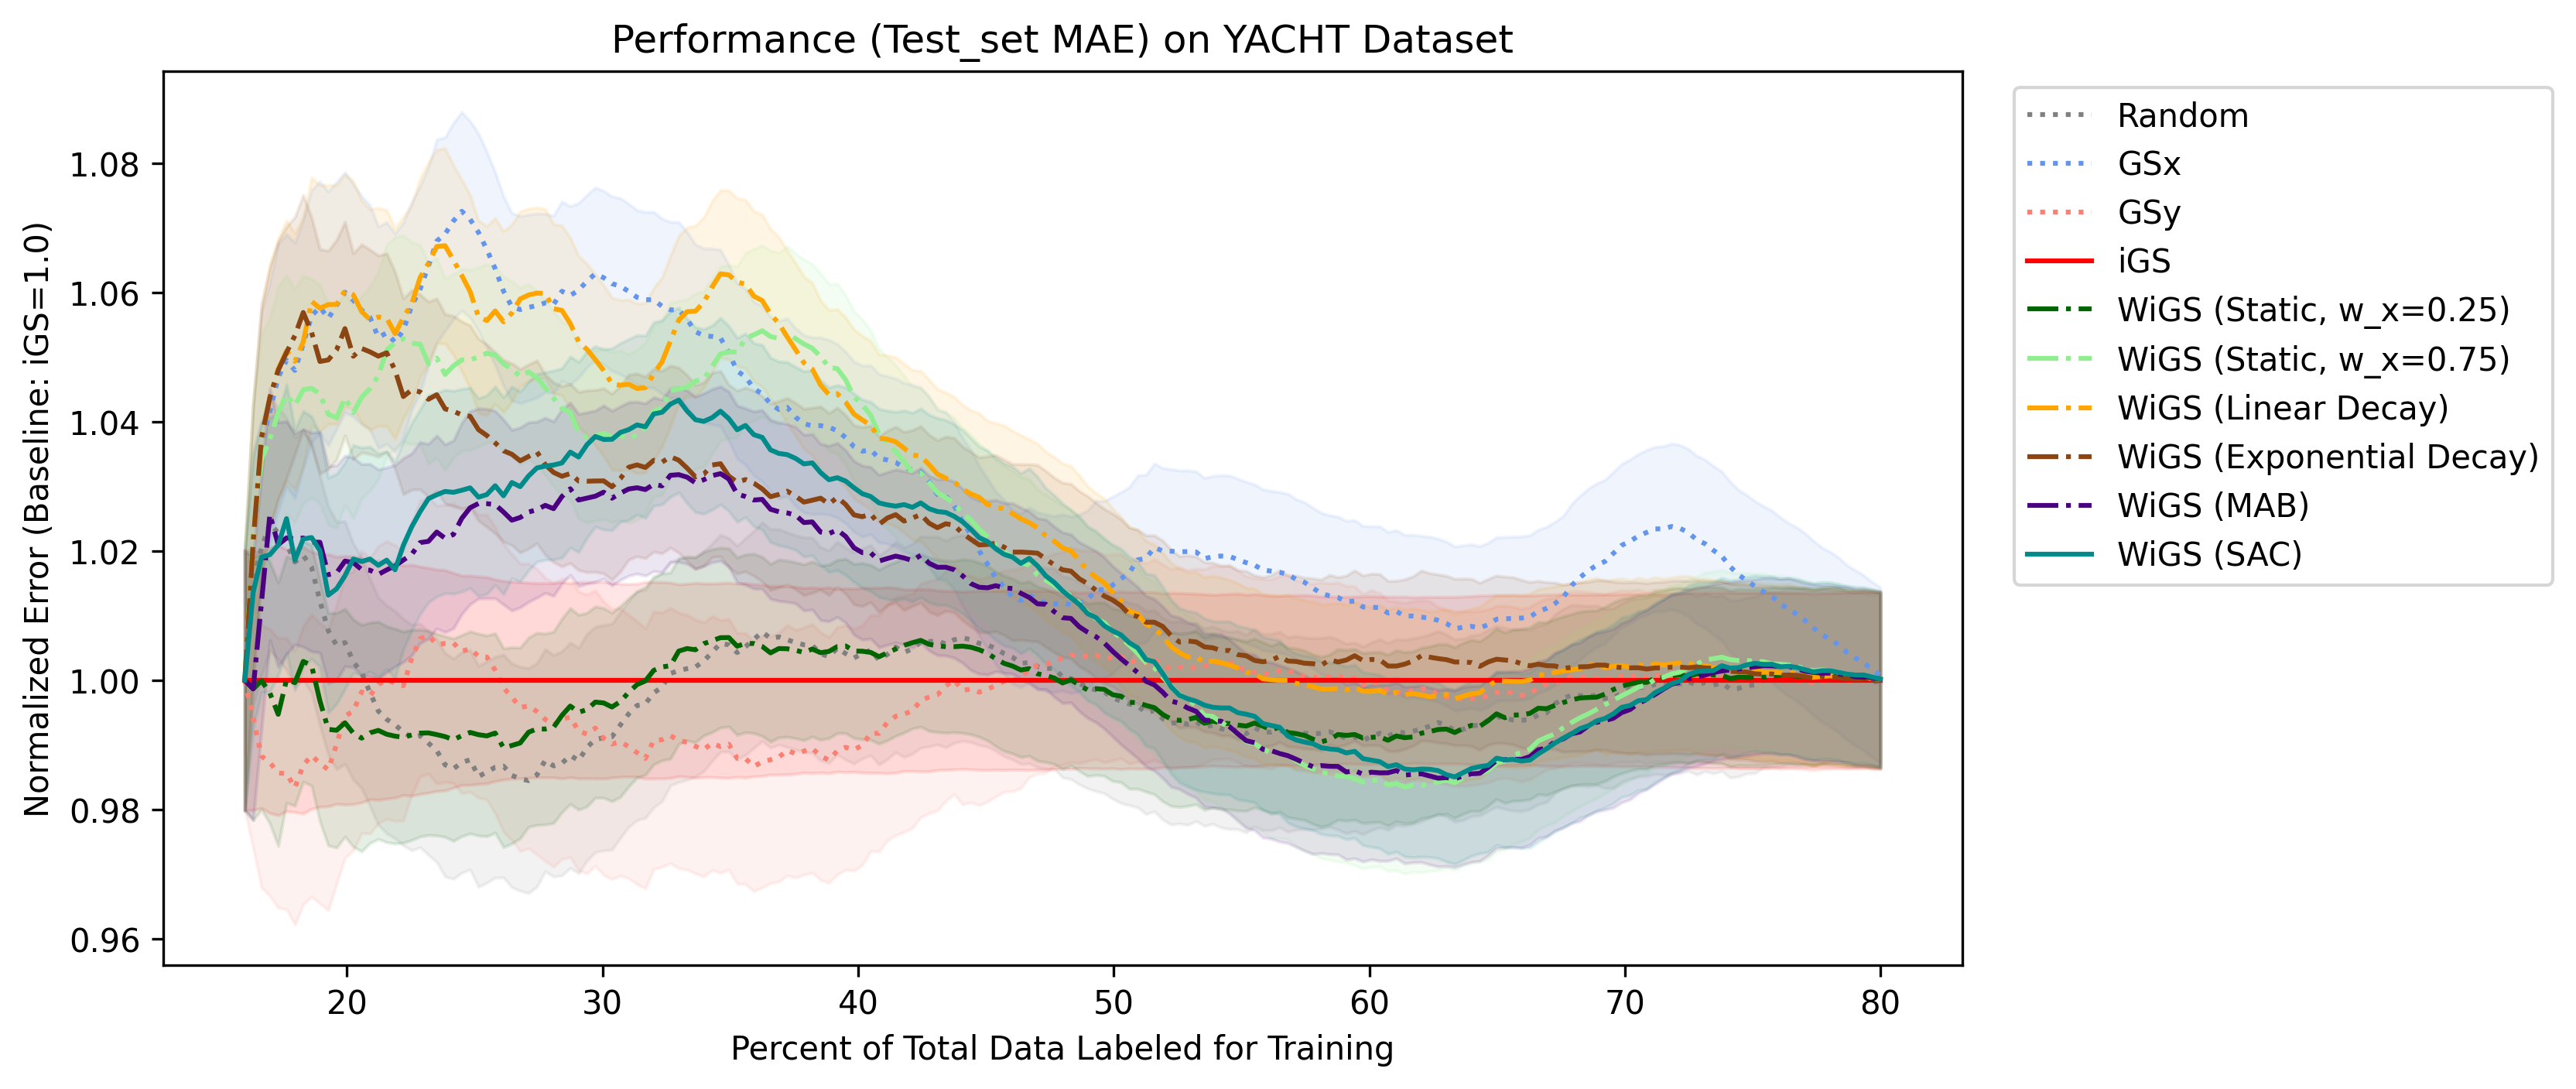 Performance (Test_set MAE) on YACHT Dataset
Normalized Error (Baseline: iGS=1.0)
1.08
1.06
1.04
1.02
1.00
0.98
0.96
20
30
40
50
60
70
80
Percent of Total Data Labeled for Training
Random
GSx
GSy
iGS
WiGS (Static, w_x=0.25)
WiGS (Static, w_x=0.75)
WiGS (Linear Decay)
WiGS (Exponential Decay)
WiGS (MAB)
WiGS (SAC)